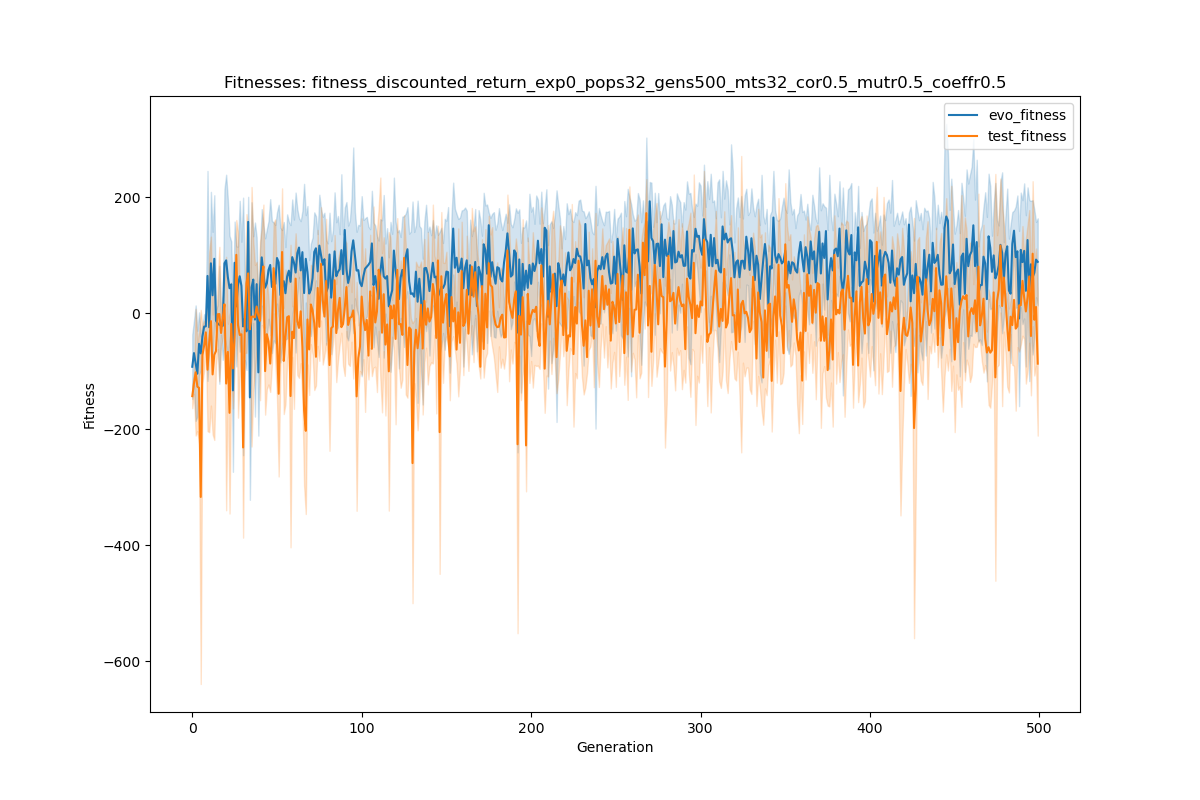 Fitnesses: fitness_discounted_return_exp0_pops32_gens500_mts32_cor0.5_mutr0.5_coeffr0.5
evo_fitness
test_fitness
200
0
−200
−400
−600
Fitness
0 100 200 300 400 500
Generation